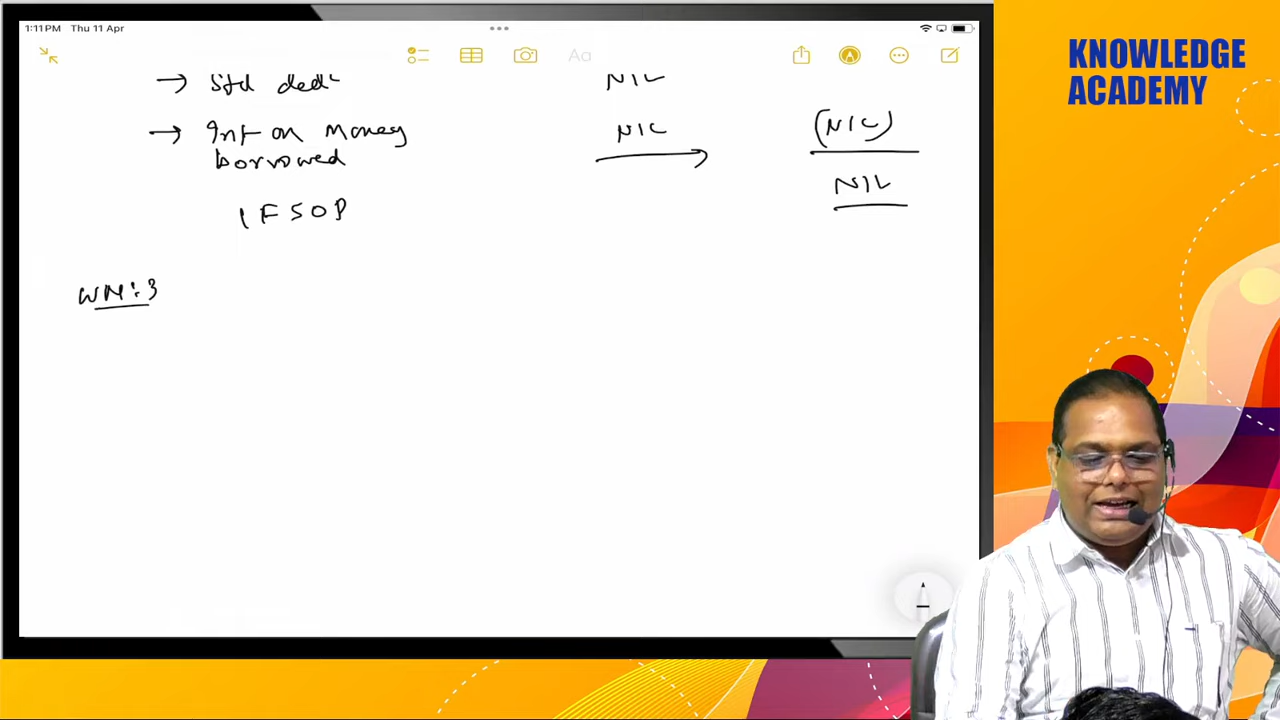 1:11 PM Thu 11 Apr
Aa
KNOWLEDGE
ACADEMY
→ Std dedn NIL
→ Int on Money NIL (NIL)
borrowed
NIL
IFSOP
WN:3